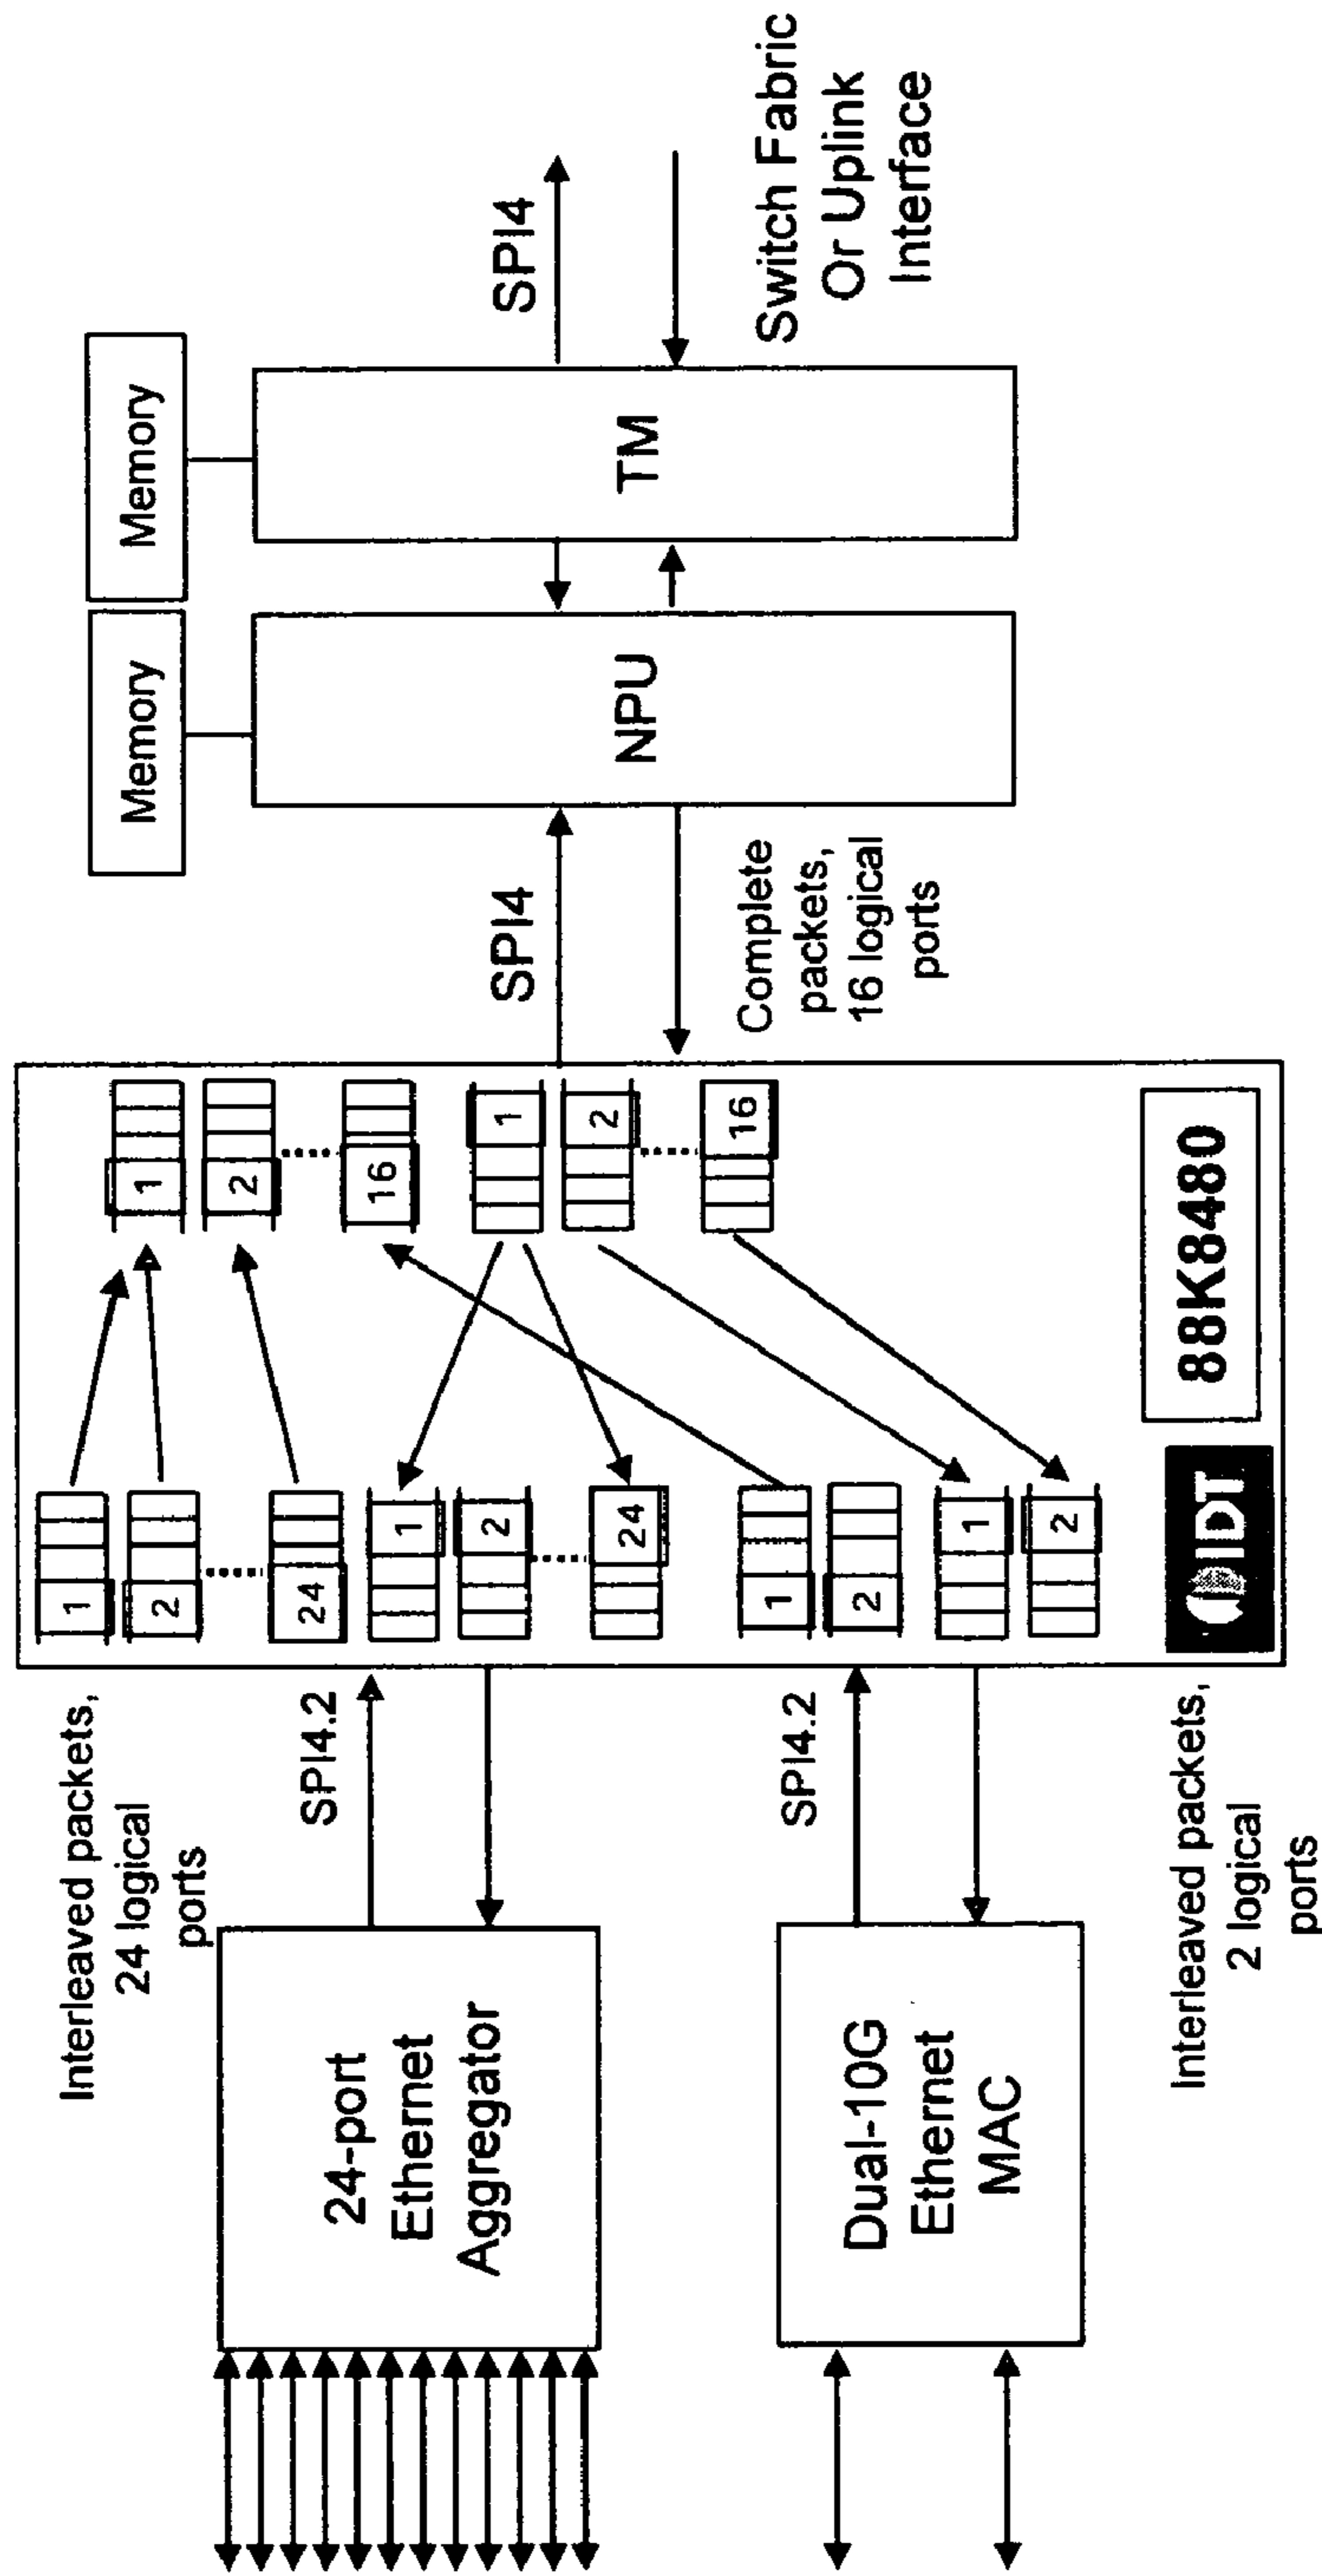 Interleaved packets,
24 logical
ports
24-port
Ethernet
Aggregator
SPI4.2
Dual-10G
Ethernet
MAC
SPI4.2
Interleaved packets,
2 logical
ports
1
2
24
1
2
24
1
2
1
2
1
2
16
1
2
16
IDT
88K8480
SPI4
Complete
packets,
16 logical
ports
Memory
NPU
Memory
TM
SPI4
Switch Fabric
Or Uplink
Interface